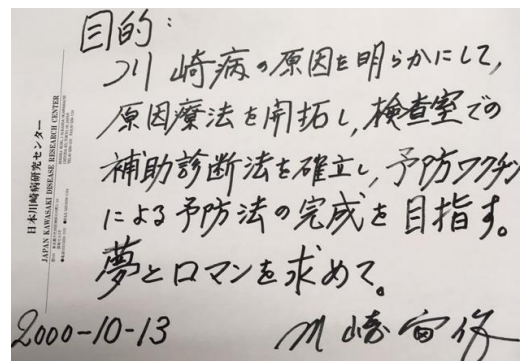 目的：
川崎病の原因を明らかにして，
原因療法を開拓し，検査室での
補助診断法を確立し，予防ワクチン
による予防法の完成を目指す。
夢とロマンを求めて。
2000-10-13 川崎富作
日本川崎病研究センター
JAPAN KAWASAKI DISEASE RESEARCH CENTER